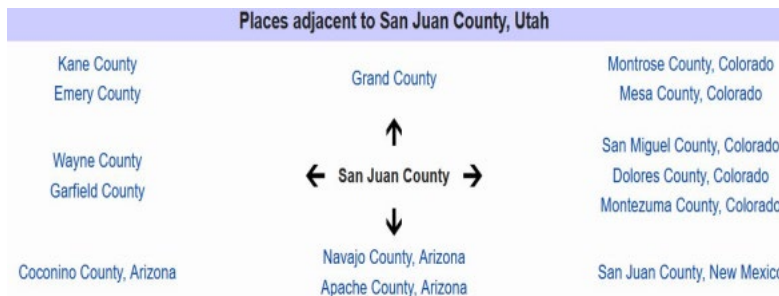 Places adjacent to San Juan County, Utah
Kane County
Emery County
Grand County
Montrose County, Colorado
Mesa County, Colorado
Wayne County
Garfield County
San Juan County
San Miguel County, Colorado
Dolores County, Colorado
Montezuma County, Colorado
Coconino County, Arizona
Navajo County, Arizona
Apache County, Arizona
San Juan County, New Mexico